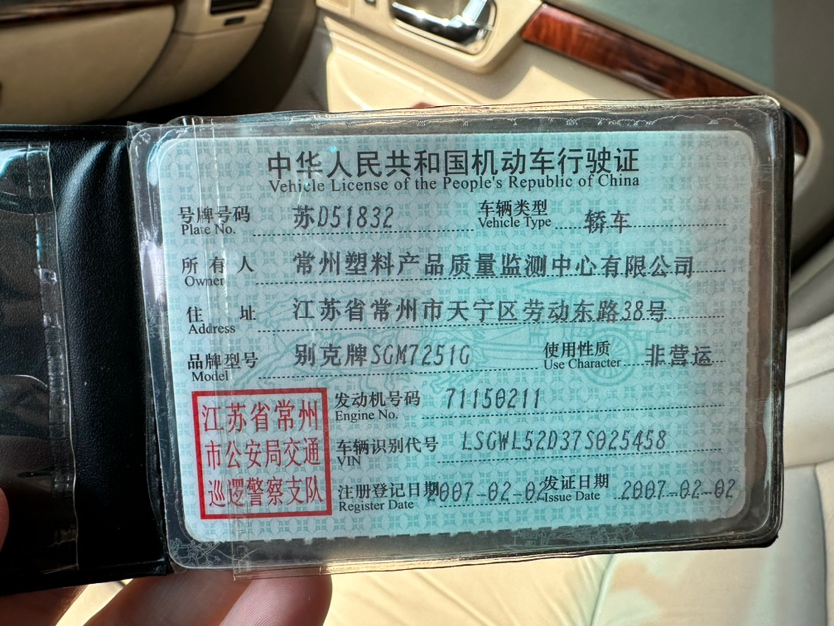 中华人民共和国机动车行驶证
Vehicle License of the People's Republic of China
号牌号码 苏D51832 车辆类型 轿车
Plate No. Vehicle Type
所有人 常州塑料产品质量监测中心有限公司
Owner
住址 江苏省常州市天宁区劳动东路38号
Address
品牌型号 别克牌SGM7251G 使用性质 非营运
Model Use Character
江苏省常州
市公安局交通
巡逻警察支队
发动机号码 71150211
Engine No.
车辆识别代号 LSGWL52D37S025458
VIN
注册登记日期 2007-02-02 发证日期 2007-02-02
Register Date Issue Date